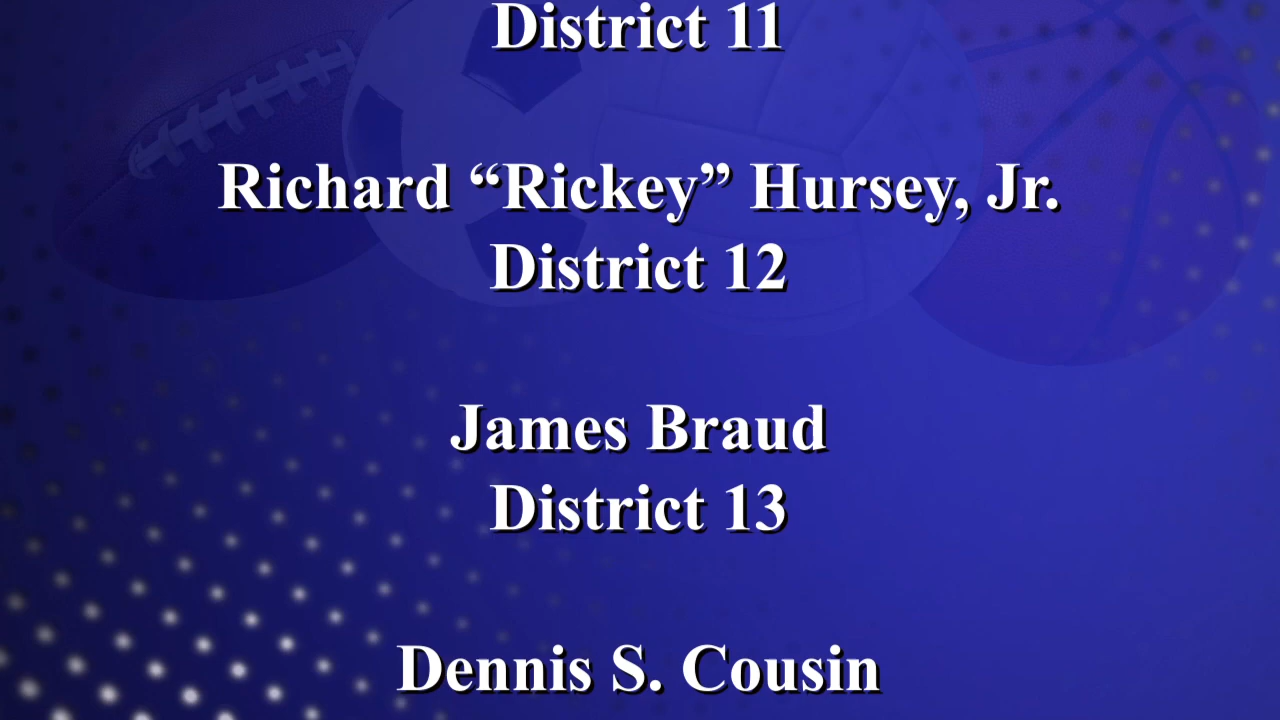 District 11
Richard “Rickey” Hursey, Jr.
District 12
James Braud
District 13
Dennis S. Cousin